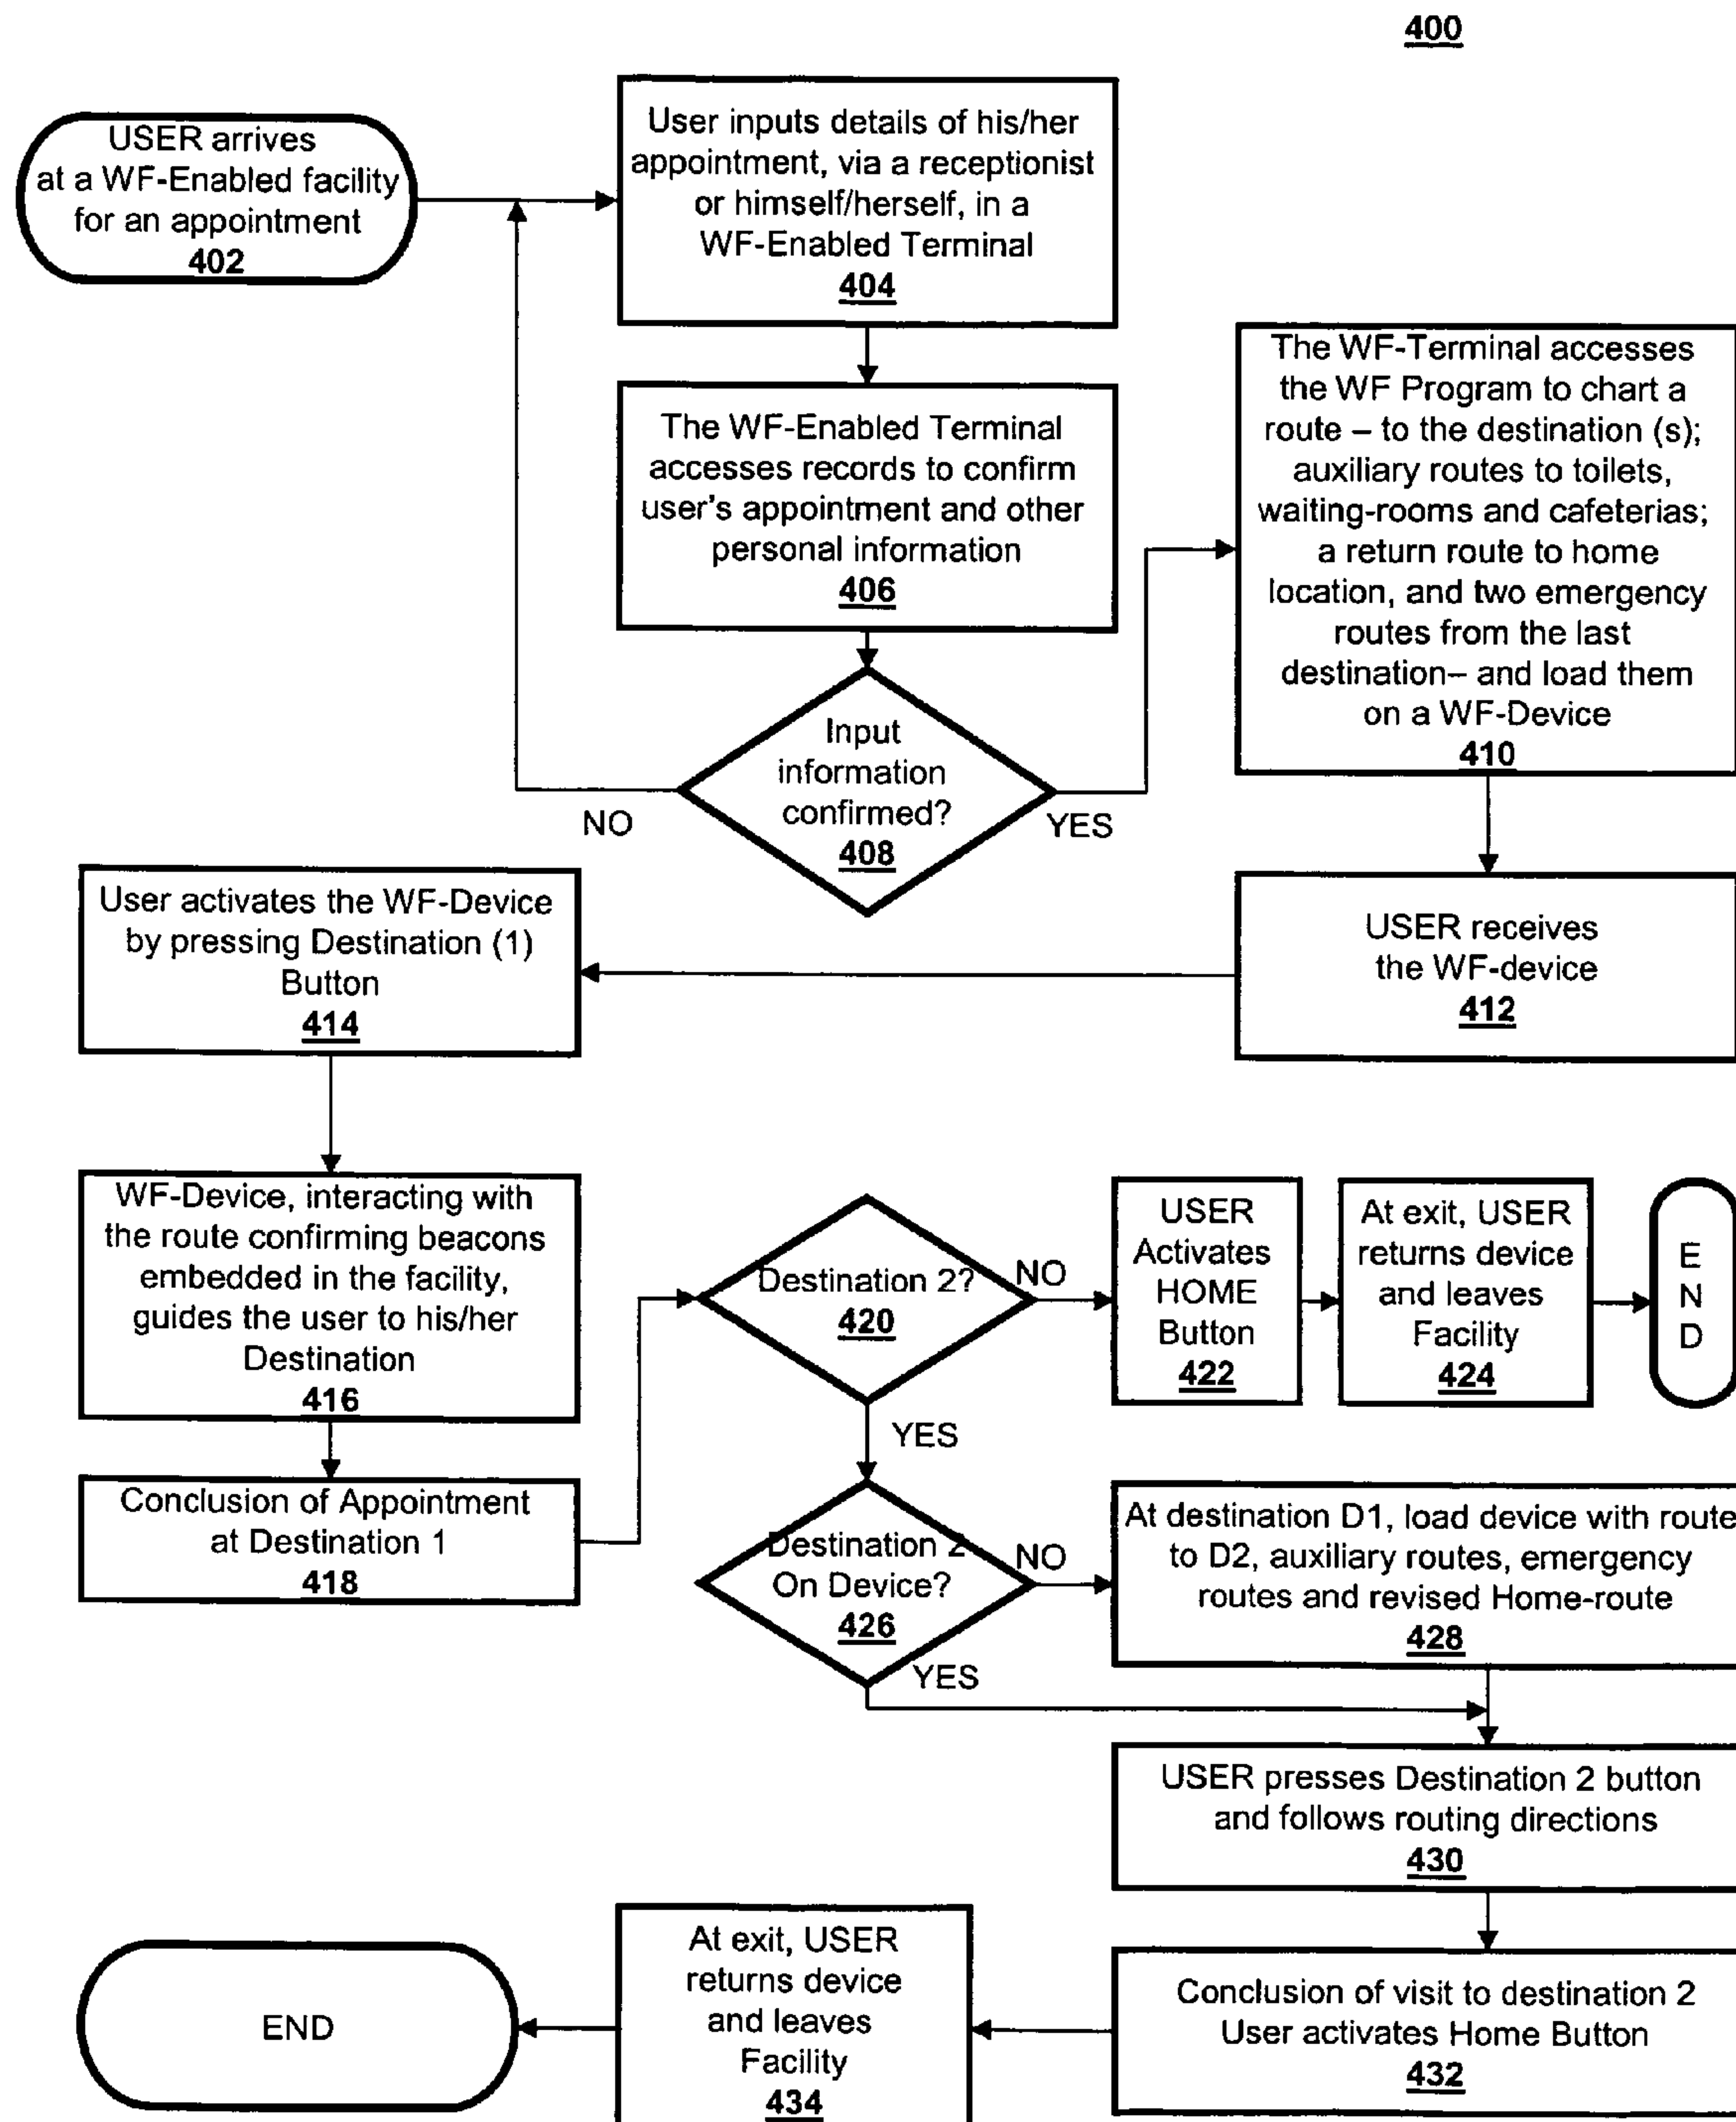 400
USER arrives
at a WF-Enabled facility
for an appointment
402
User inputs details of his/her
appointment, via a receptionist
or himself/herself, in a
WF-Enabled Terminal
404
The WF-Enabled Terminal
accesses records to confirm
user's appointment and other
personal information
406
Input
information
confirmed?
408
NO
YES
The WF-Terminal accesses
the WF Program to chart a
route – to the destination (s);
auxiliary routes to toilets,
waiting-rooms and cafeterias;
a return route to home
location, and two emergency
routes from the last
destination– and load them
on a WF-Device
410
USER receives
the WF-device
412
User activates the WF-Device
by pressing Destination (1)
Button
414
WF-Device, interacting with
the route confirming beacons
embedded in the facility,
guides the user to his/her
Destination
416
Conclusion of Appointment
at Destination 1
418
Destination 2?
420
NO
YES
USER
Activates
HOME
Button
422
At exit, USER
returns device
and leaves
Facility
424
E
N
D
Destination 2
On Device?
426
NO
YES
At destination D1, load device with route
to D2, auxiliary routes, emergency
routes and revised Home-route
428
USER presses Destination 2 button
and follows routing directions
430
Conclusion of visit to destination 2
User activates Home Button
432
At exit, USER
returns device
and leaves
Facility
434
END